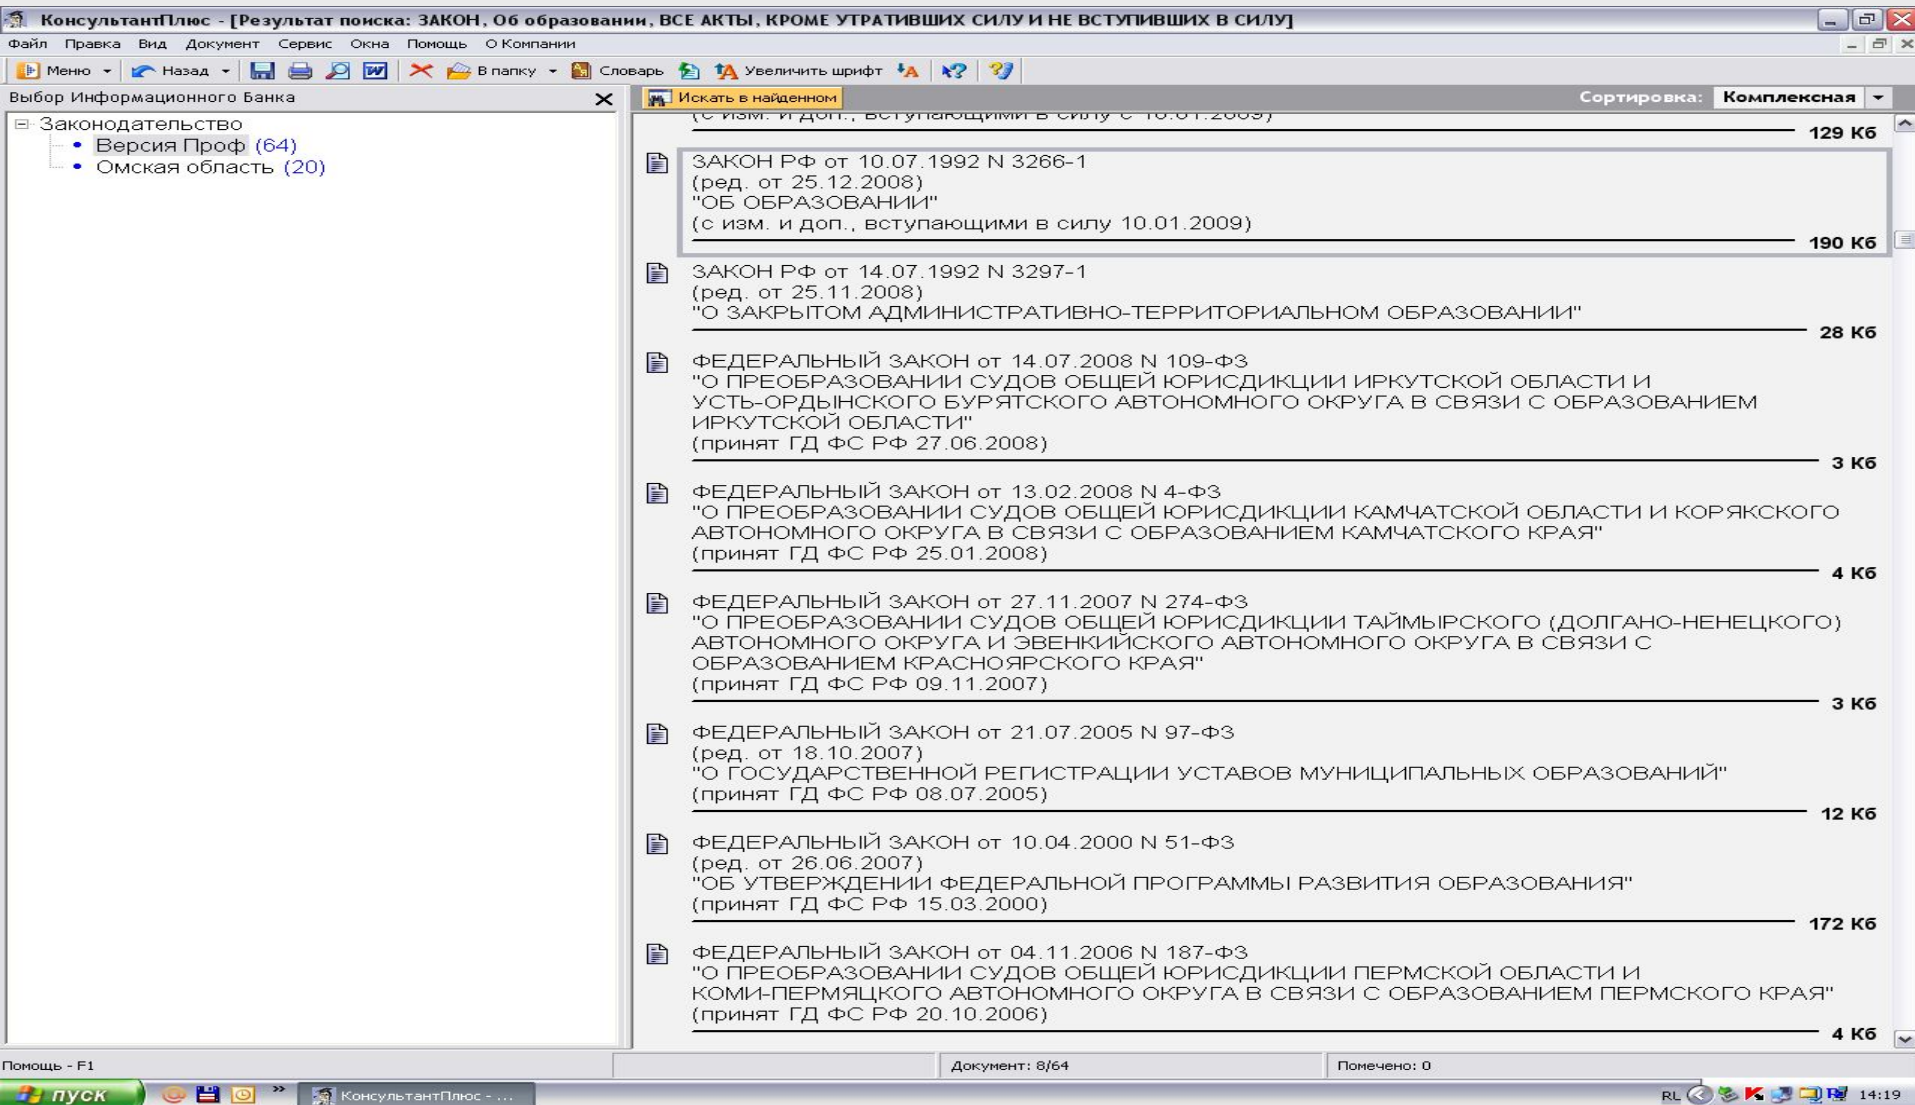 КонсультантПлюс - [Результат поиска: ЗАКОН, Об образовании, ВСЕ АКТЫ, КРОМЕ УТРАТИВШИХ СИЛУ И НЕ ВСТУПИВШИХ В СИЛУ]
Файл Правка Вид Документ Сервис Окна Помощь О Компании
Меню Назад В папку Словарь Увеличить шрифт
Выбор Информационного Банка
Законодательство
Версия Проф (64)
Омская область (20)
Искать в найденном
Сортировка: Комплексная
(с изм. и доп., вступающими в силу с 10.01.2009)
129 Кб
ЗАКОН РФ от 10.07.1992 N 3266-1
(ред. от 25.12.2008)
"ОБ ОБРАЗОВАНИИ"
(с изм. и доп., вступающими в силу 10.01.2009)
190 Кб
ЗАКОН РФ от 14.07.1992 N 3297-1
(ред. от 25.11.2008)
"О ЗАКРЫТОМ АДМИНИСТРАТИВНО-ТЕРРИТОРИАЛЬНОМ ОБРАЗОВАНИИ"
28 Кб
ФЕДЕРАЛЬНЫЙ ЗАКОН от 14.07.2008 N 109-ФЗ
"О ПРЕОБРАЗОВАНИИ СУДОВ ОБЩЕЙ ЮРИСДИКЦИИ ИРКУТСКОЙ ОБЛАСТИ И
УСТЬ-ОРДЫНСКОГО БУРЯТСКОГО АВТОНОМНОГО ОКРУГА В СВЯЗИ С ОБРАЗОВАНИЕМ
ИРКУТСКОЙ ОБЛАСТИ"
(принят ГД ФС РФ 27.06.2008)
3 Кб
ФЕДЕРАЛЬНЫЙ ЗАКОН от 13.02.2008 N 4-ФЗ
"О ПРЕОБРАЗОВАНИИ СУДОВ ОБЩЕЙ ЮРИСДИКЦИИ КАМЧАТСКОЙ ОБЛАСТИ И КОРЯКСКОГО
АВТОНОМНОГО ОКРУГА В СВЯЗИ С ОБРАЗОВАНИЕМ КАМЧАТСКОГО КРАЯ"
(принят ГД ФС РФ 25.01.2008)
4 Кб
ФЕДЕРАЛЬНЫЙ ЗАКОН от 27.11.2007 N 274-ФЗ
"О ПРЕОБРАЗОВАНИИ СУДОВ ОБЩЕЙ ЮРИСДИКЦИИ ТАЙМЫРСКОГО (ДОЛГАНО-НЕНЕЦКОГО)
АВТОНОМНОГО ОКРУГА И ЭВЕНКИЙСКОГО АВТОНОМНОГО ОКРУГА В СВЯЗИ С
ОБРАЗОВАНИЕМ КРАСНОЯРСКОГО КРАЯ"
(принят ГД ФС РФ 09.11.2007)
3 Кб
ФЕДЕРАЛЬНЫЙ ЗАКОН от 21.07.2005 N 97-ФЗ
(ред. от 18.10.2007)
"О ГОСУДАРСТВЕННОЙ РЕГИСТРАЦИИ УСТАВОВ МУНИЦИПАЛЬНЫХ ОБРАЗОВАНИЙ"
(принят ГД ФС РФ 08.07.2005)
12 Кб
ФЕДЕРАЛЬНЫЙ ЗАКОН от 10.04.2000 N 51-ФЗ
(ред. от 26.06.2007)
"ОБ УТВЕРЖДЕНИИ ФЕДЕРАЛЬНОЙ ПРОГРАММЫ РАЗВИТИЯ ОБРАЗОВАНИЯ"
(принят ГД ФС РФ 15.03.2000)
172 Кб
ФЕДЕРАЛЬНЫЙ ЗАКОН от 04.11.2006 N 187-ФЗ
"О ПРЕОБРАЗОВАНИИ СУДОВ ОБЩЕЙ ЮРИСДИКЦИИ ПЕРМСКОЙ ОБЛАСТИ И
КОМИ-ПЕРМЯЦКОГО АВТОНОМНОГО ОКРУГА В СВЯЗИ С ОБРАЗОВАНИЕМ ПЕРМСКОГО КРАЯ"
(принят ГД ФС РФ 20.10.2006)
4 Кб
Помощь - F1
Документ: 8/64
Помечено: 0
пуск
КонсультантПлюс - ...
RL
14:19